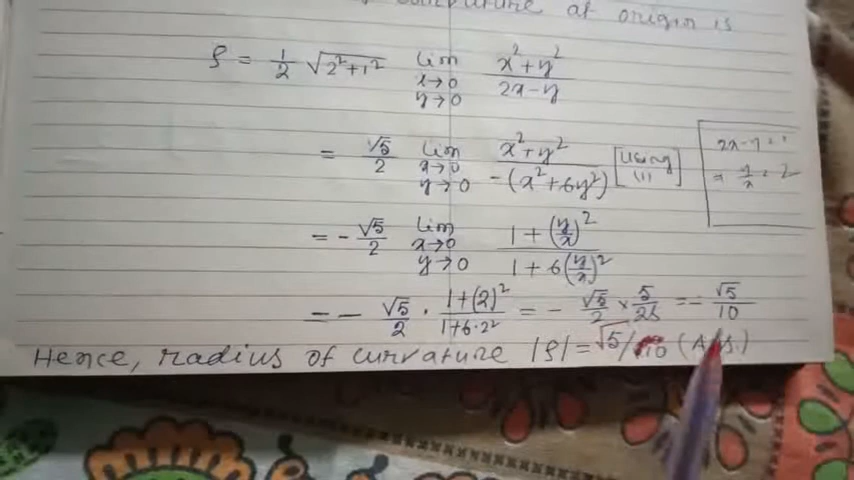 curvature at origin is
ρ = 1/2 √(2²+1²) lim x→0 y→0 (x²+y²)/(2x-y)
= √5/2 lim x→0 y→0 (x²+y²)/-(x²+6y²) [using (1)]
2x-y=
⇒ y/x = 2
= -√5/2 lim x→0 y→0 (1+(y/x)²)/(1+6(y/x)²)
= - √5/2 · (1+(2)²)/(1+6·2²) = - √5/2 × 5/25 = - √5/10
Hence, radius of curvature |ρ| = √5/10 (Ans.)